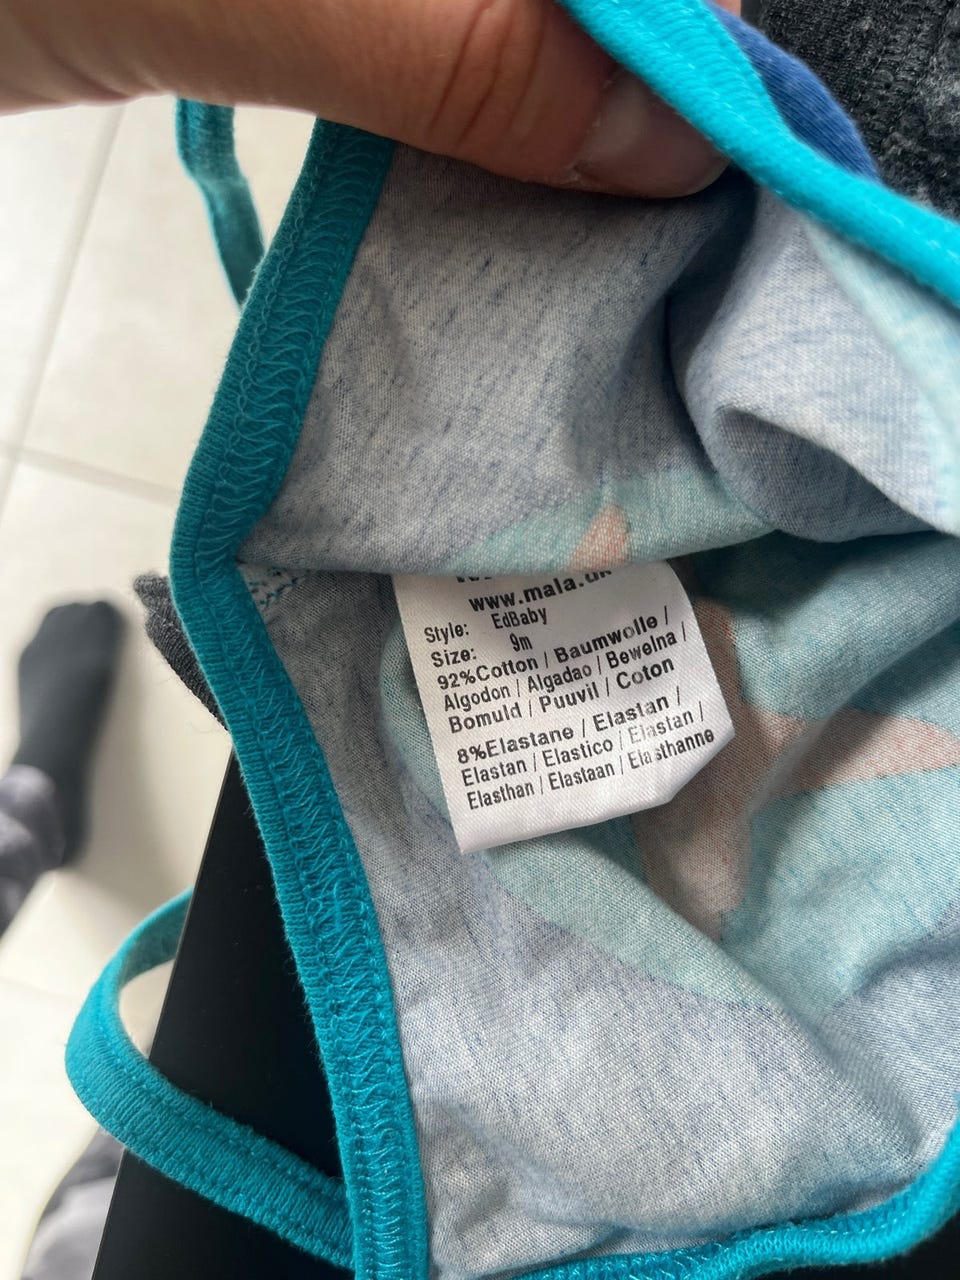 www.mala.uk
Style: EdBaby
Size: 9m
92%Cotton / Baumwolle /
Algodon / Algadao / Bewelna /
Bomuld / Puuvil / Coton
8%Elastane / Elastan /
Elastan / Elastico / Elastan /
Elasthan / Elastaan / Elasthanne